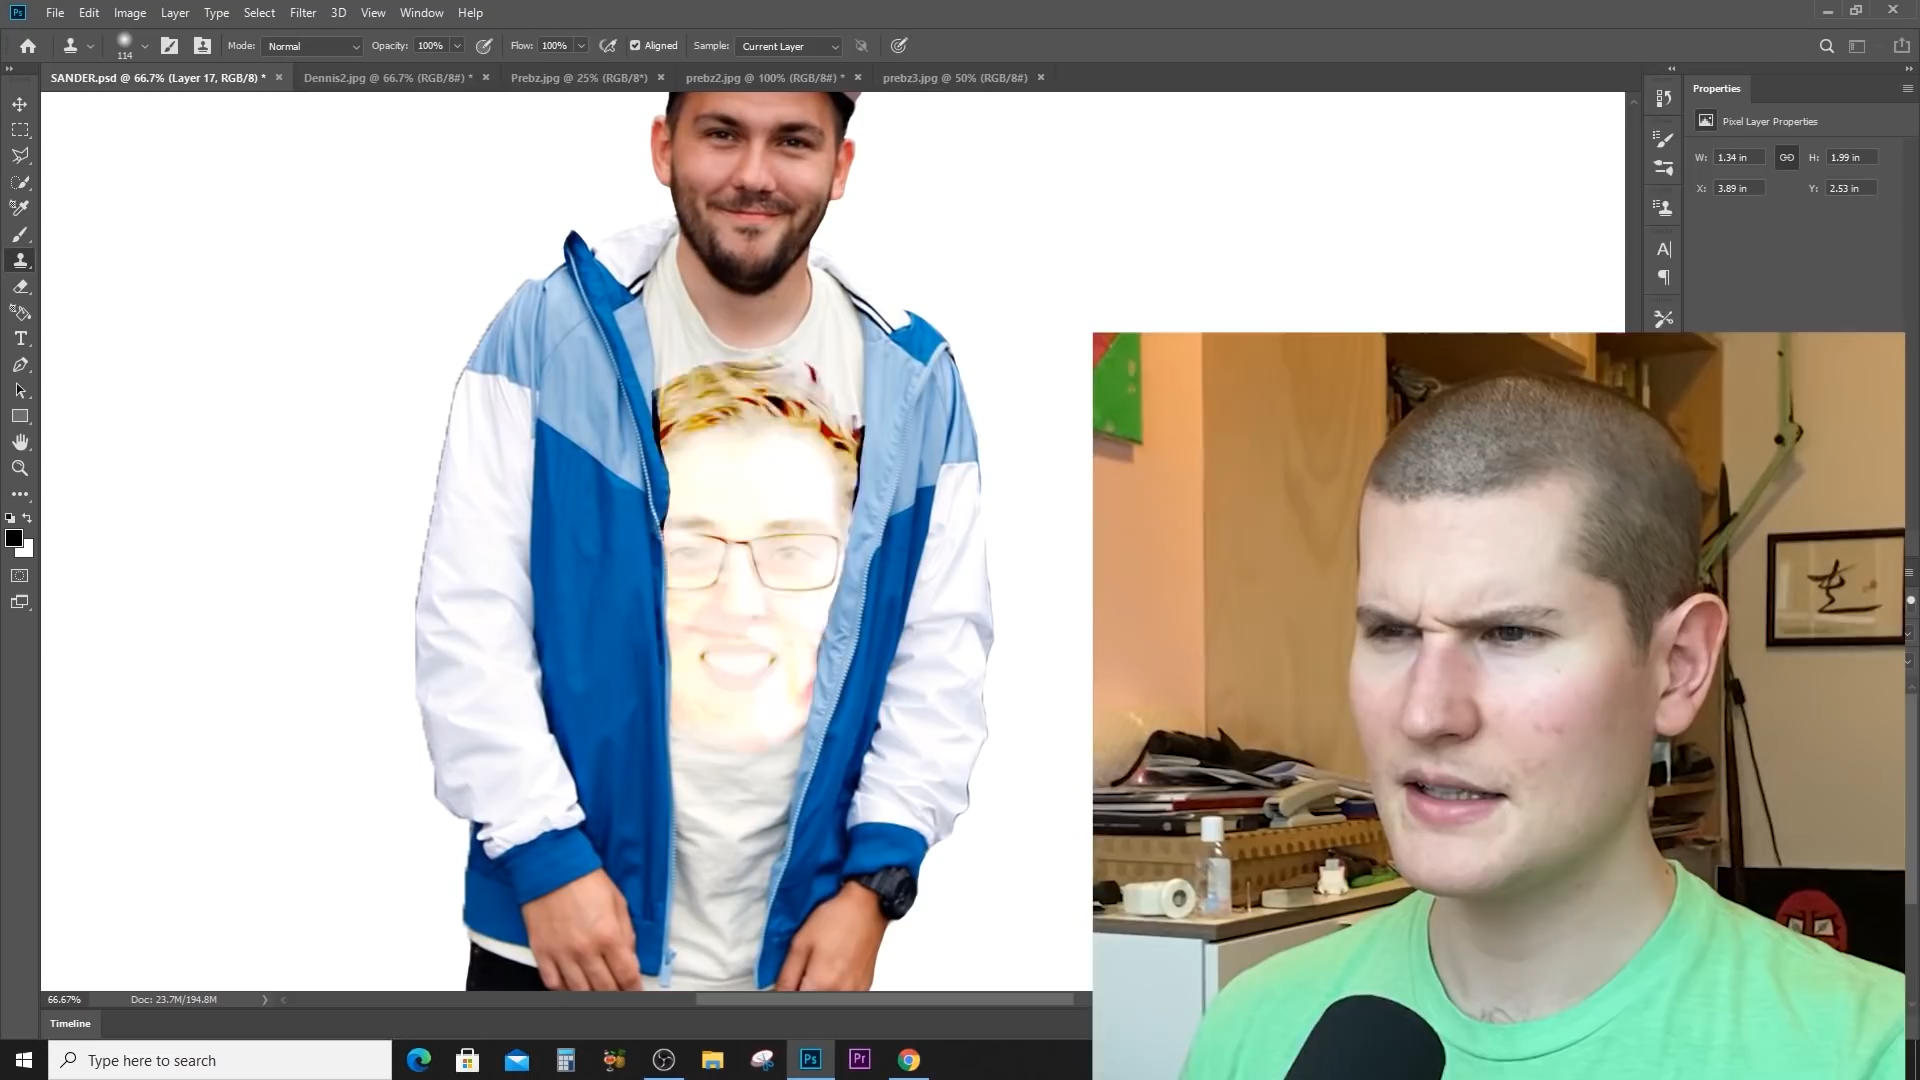 Ps File Edit Image Layer Type Select Filter 3D View Window Help
114 Mode: Normal Opacity: 100% Flow: 100% Aligned Sample: Current Layer
SANDER.psd @ 66.7% (Layer 17, RGB/8) * × Dennis2.jpg @ 66.7% (RGB/8#) * × Prebz.jpg @ 25% (RGB/8*) × prebz2.jpg @ 100% (RGB/8#) * × prebz3.jpg @ 50% (RGB/8#) ×
Properties
Pixel Layer Properties
W: 1.34 in H: 1.99 in
X: 3.89 in Y: 2.53 in
66.67% Doc: 23.7M/194.8M
Timeline
Type here to search
Ps Pr